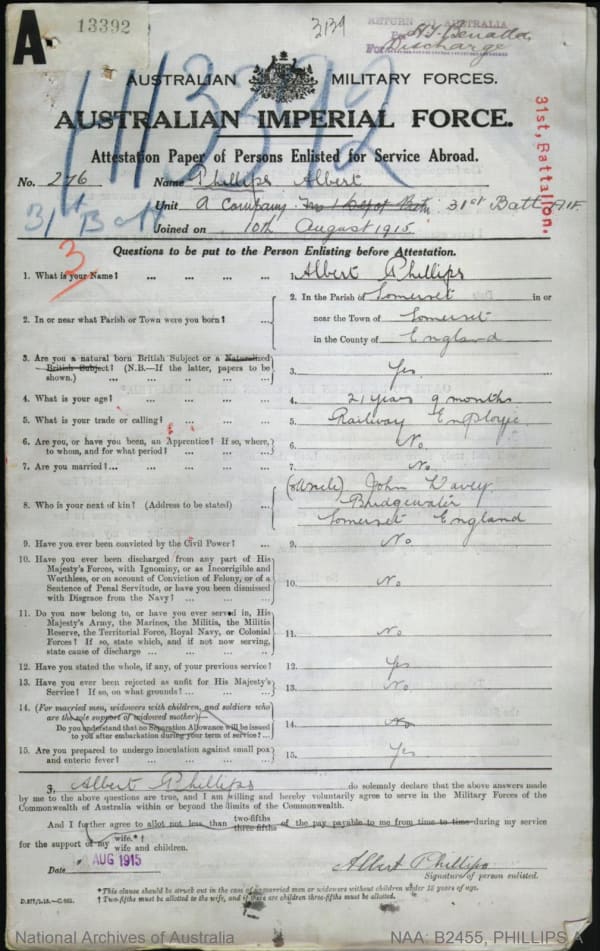 A
13392
3139
RETURN AUSTRALIA
Per H.T. Benalla
For Discharge
113392
AUSTRALIAN MILITARY FORCES.
AUSTRALIAN IMPERIAL FORCE.
31st, Battalion.
Attestation Paper of Persons Enlisted for Service Abroad.
No. 276 Name Phillips Albert
Unit A Company 31st Batt AIF.
31st Batt
Joined on 10th August 1915.
3
Questions to be put to the Person Enlisting before Attestation.
1. What is your Name? ... ... ... 1. Albert Phillips
2. In or near what Parish or Town were you born? ... 2. In the Parish of Somerset in or
near the Town of Somerset
in the County of England
3. Are you a natural born British Subject or a Naturalized
British Subject? (N.B.—If the latter, papers to be
shown.) ... ... ... ... 3. Yes
4. What is your age? ... ... ... 4. 21 years 9 months
5. What is your trade or calling? ... ... 5. Railway Employee
6. Are you, or have you been, an Apprentice? If so, where,
to whom, and for what period? ... ... 6. No
7. Are you married? ... ... ... ... 7. No.
8. Who is your next of kin? (Address to be stated) ... 8. (Uncle) John Davey
Bridgewater
Somerset England
9. Have you ever been convicted by the Civil Power? ... 9. No
10. Have you ever been discharged from any part of His
Majesty's Forces, with Ignominy, or as Incorrigible and
Worthless, or on account of Conviction of Felony, or of a
Sentence of Penal Servitude, or have you been dismissed
with Disgrace from the Navy? ... ... ... 10. No
11. Do you now belong to, or have you ever served in, His
Majesty's Army, the Marines, the Militia, the Militia
Reserve, the Territorial Force, Royal Navy, or Colonial
Forces? If so, state which, and if not now serving,
state cause of discharge ... ... ... ... 11. No
12. Have you stated the whole, if any, of your previous service? 12. Yes
13. Have you ever been rejected as unfit for His Majesty's
Service? If so, on what grounds? ... ... ... 13. No
14. (For married men, widowers with children, and soldiers who
are the sole support of widowed mother)—
Do you understand that no Separation Allowance will be issued
to you after embarkation during your term of service? ... 14. No
15. Are you prepared to undergo inoculation against small pox
and enteric fever? ... ... ... ... 15. Yes
I, Albert Phillips do solemnly declare that the above answers made
by me to the above questions are true, and I am willing and hereby voluntarily agree to serve in the Military Forces of the
Commonwealth of Australia within or beyond the limits of the Commonwealth.
And I further agree to allot not less than two-fifths three-fifths of the pay payable to me from time to time during my service
for the support of my wife.*† wife and children.
Date AUG 1915
Albert Phillips
Signature of person enlisted.
*This clause should be struck out in the case of unmarried men or widowers without children under 18 years of age.
† Two-fifths must be allotted to the wife, and if there are children three-fifths must be allotted.
National Archives of Australia
NAA: B2455, PHILLIPS A